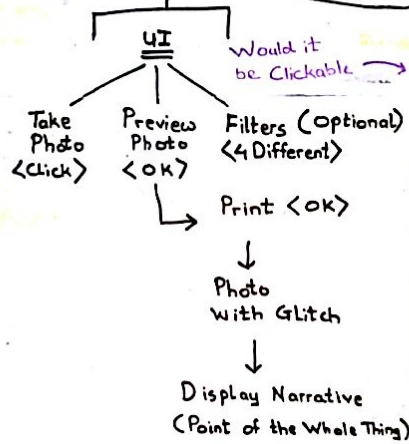 UI
Would it
be Clickable
Take
Photo
<Click>
Preview
Photo
<OK>
Filters (Optional)
<4 Different>
Print <OK>
Photo
with Glitch
Display Narrative
(Point of the Whole Thing)